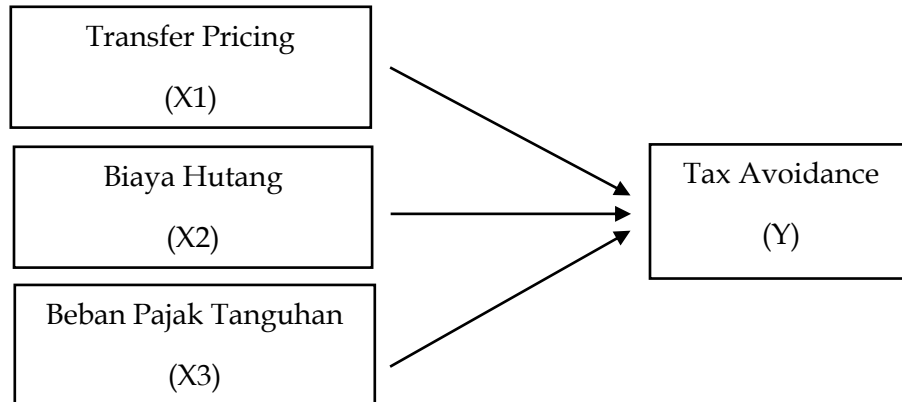 Transfer Pricing
(X1)
Biaya Hutang
(X2)
Beban Pajak Tanguhan
(X3)
Tax Avoidance
(Y)